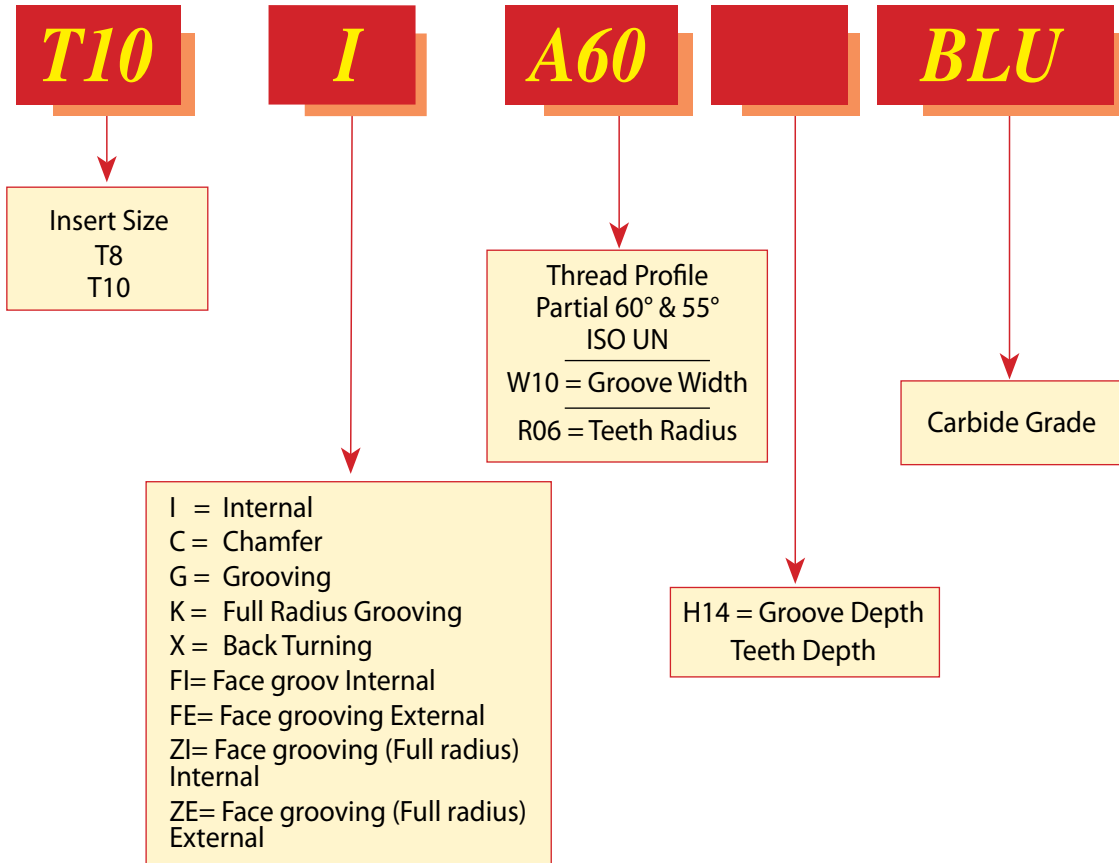 T10 I A60 BLU
Insert Size
T8
T10
Thread Profile
Partial 60° & 55°
ISO UN
W10 = Groove Width
R06 = Teeth Radius
Carbide Grade
I = Internal
C = Chamfer
G = Grooving
K = Full Radius Grooving
X = Back Turning
FI= Face groov Internal
FE= Face grooving External
ZI= Face grooving (Full radius)
Internal
ZE= Face grooving (Full radius)
External
H14 = Groove Depth
Teeth Depth